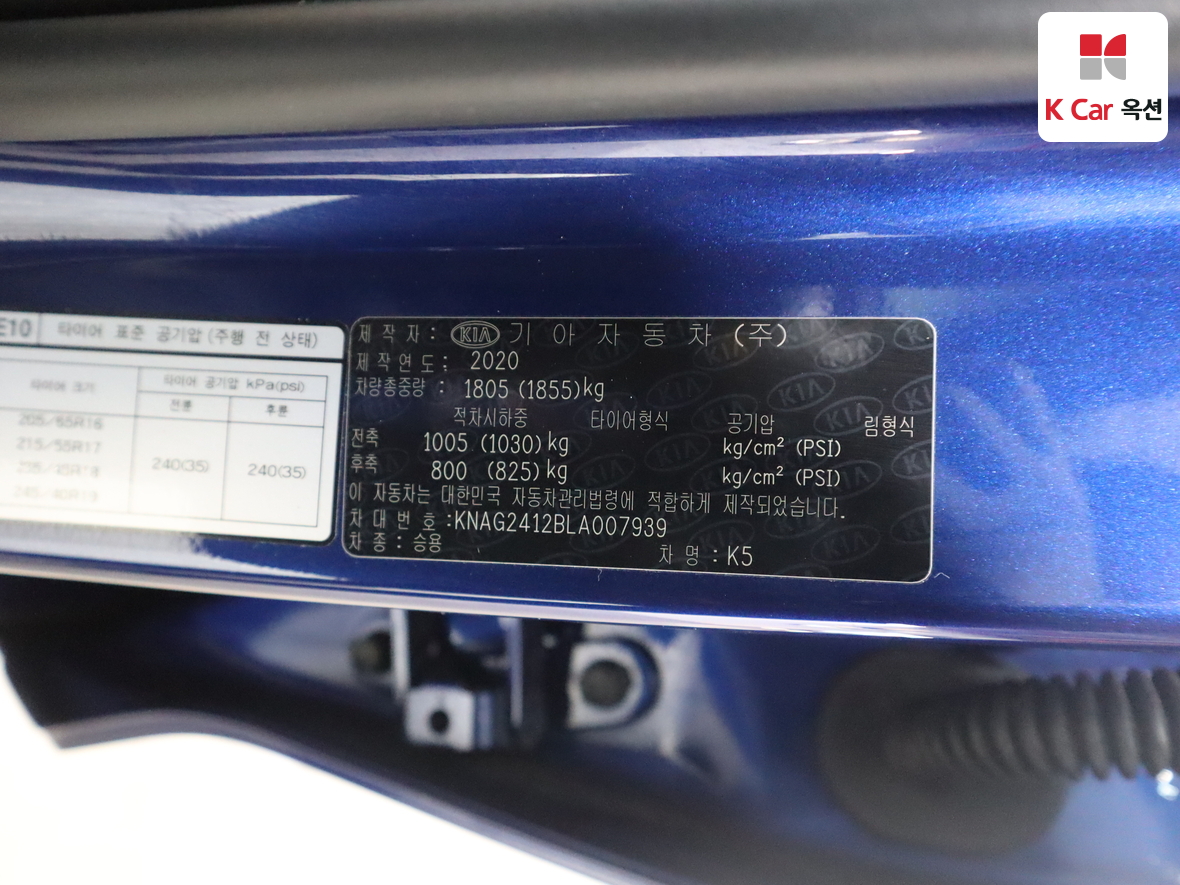 K Car 옥션
E10 타이어 표준 공기압 (주행 전 상태)
타이어 크기
타이어 공기압 kPa(psi)
전륜 후륜
205/65R16
215/55R17
240(35) 240(35)
제작자 : KIA 기아자동차 (주)
제작연도 : 2020
차량총중량 : 1805 (1855)kg
적차시하중 타이어형식 공기압 림형식
전축 1005 (1030)kg kg/cm² (PSI)
후축 800 (825)kg kg/cm² (PSI)
이 자동차는 대한민국 자동차관리법령에 적합하게 제작되었습니다.
차대번호 :KNAG2412BLA007939
차종 : 승용 차명 : K5